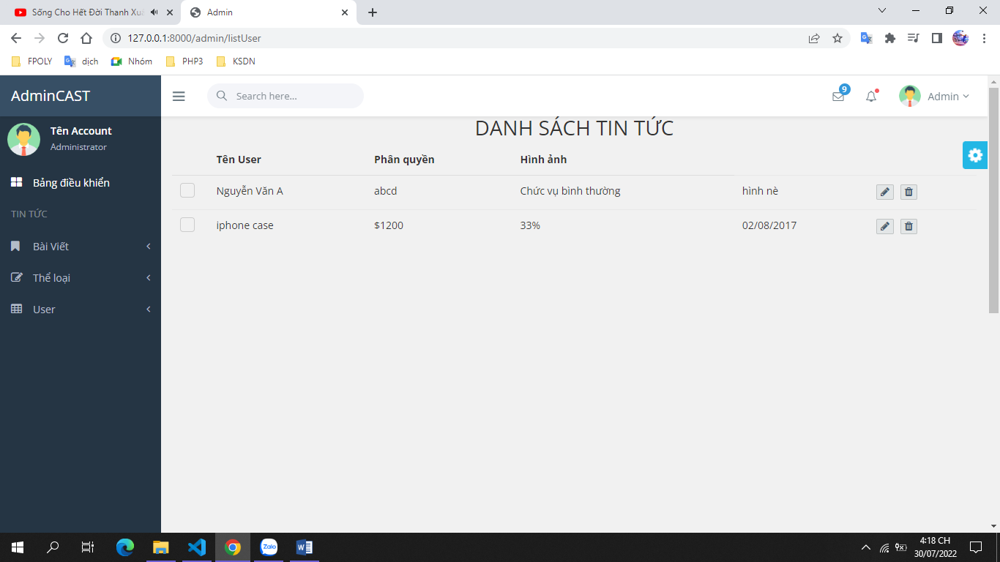 Sống Cho Hết Đời Thanh Xuâ
Admin
127.0.0.1:8000/admin/listUser
FPOLY dịch Nhóm PHP3 KSDN
AdminCAST
Search here...
9
Admin
Tên Account
Administrator
Bảng điều khiển
TIN TỨC
Bài Viết
Thể loại
User
DANH SÁCH TIN TỨC
Tên User Phân quyền Hình ảnh
Nguyễn Văn A abcd Chức vụ bình thường hình nè
iphone case $1200 33% 02/08/2017
Zalo
4:18 CH
30/07/2022